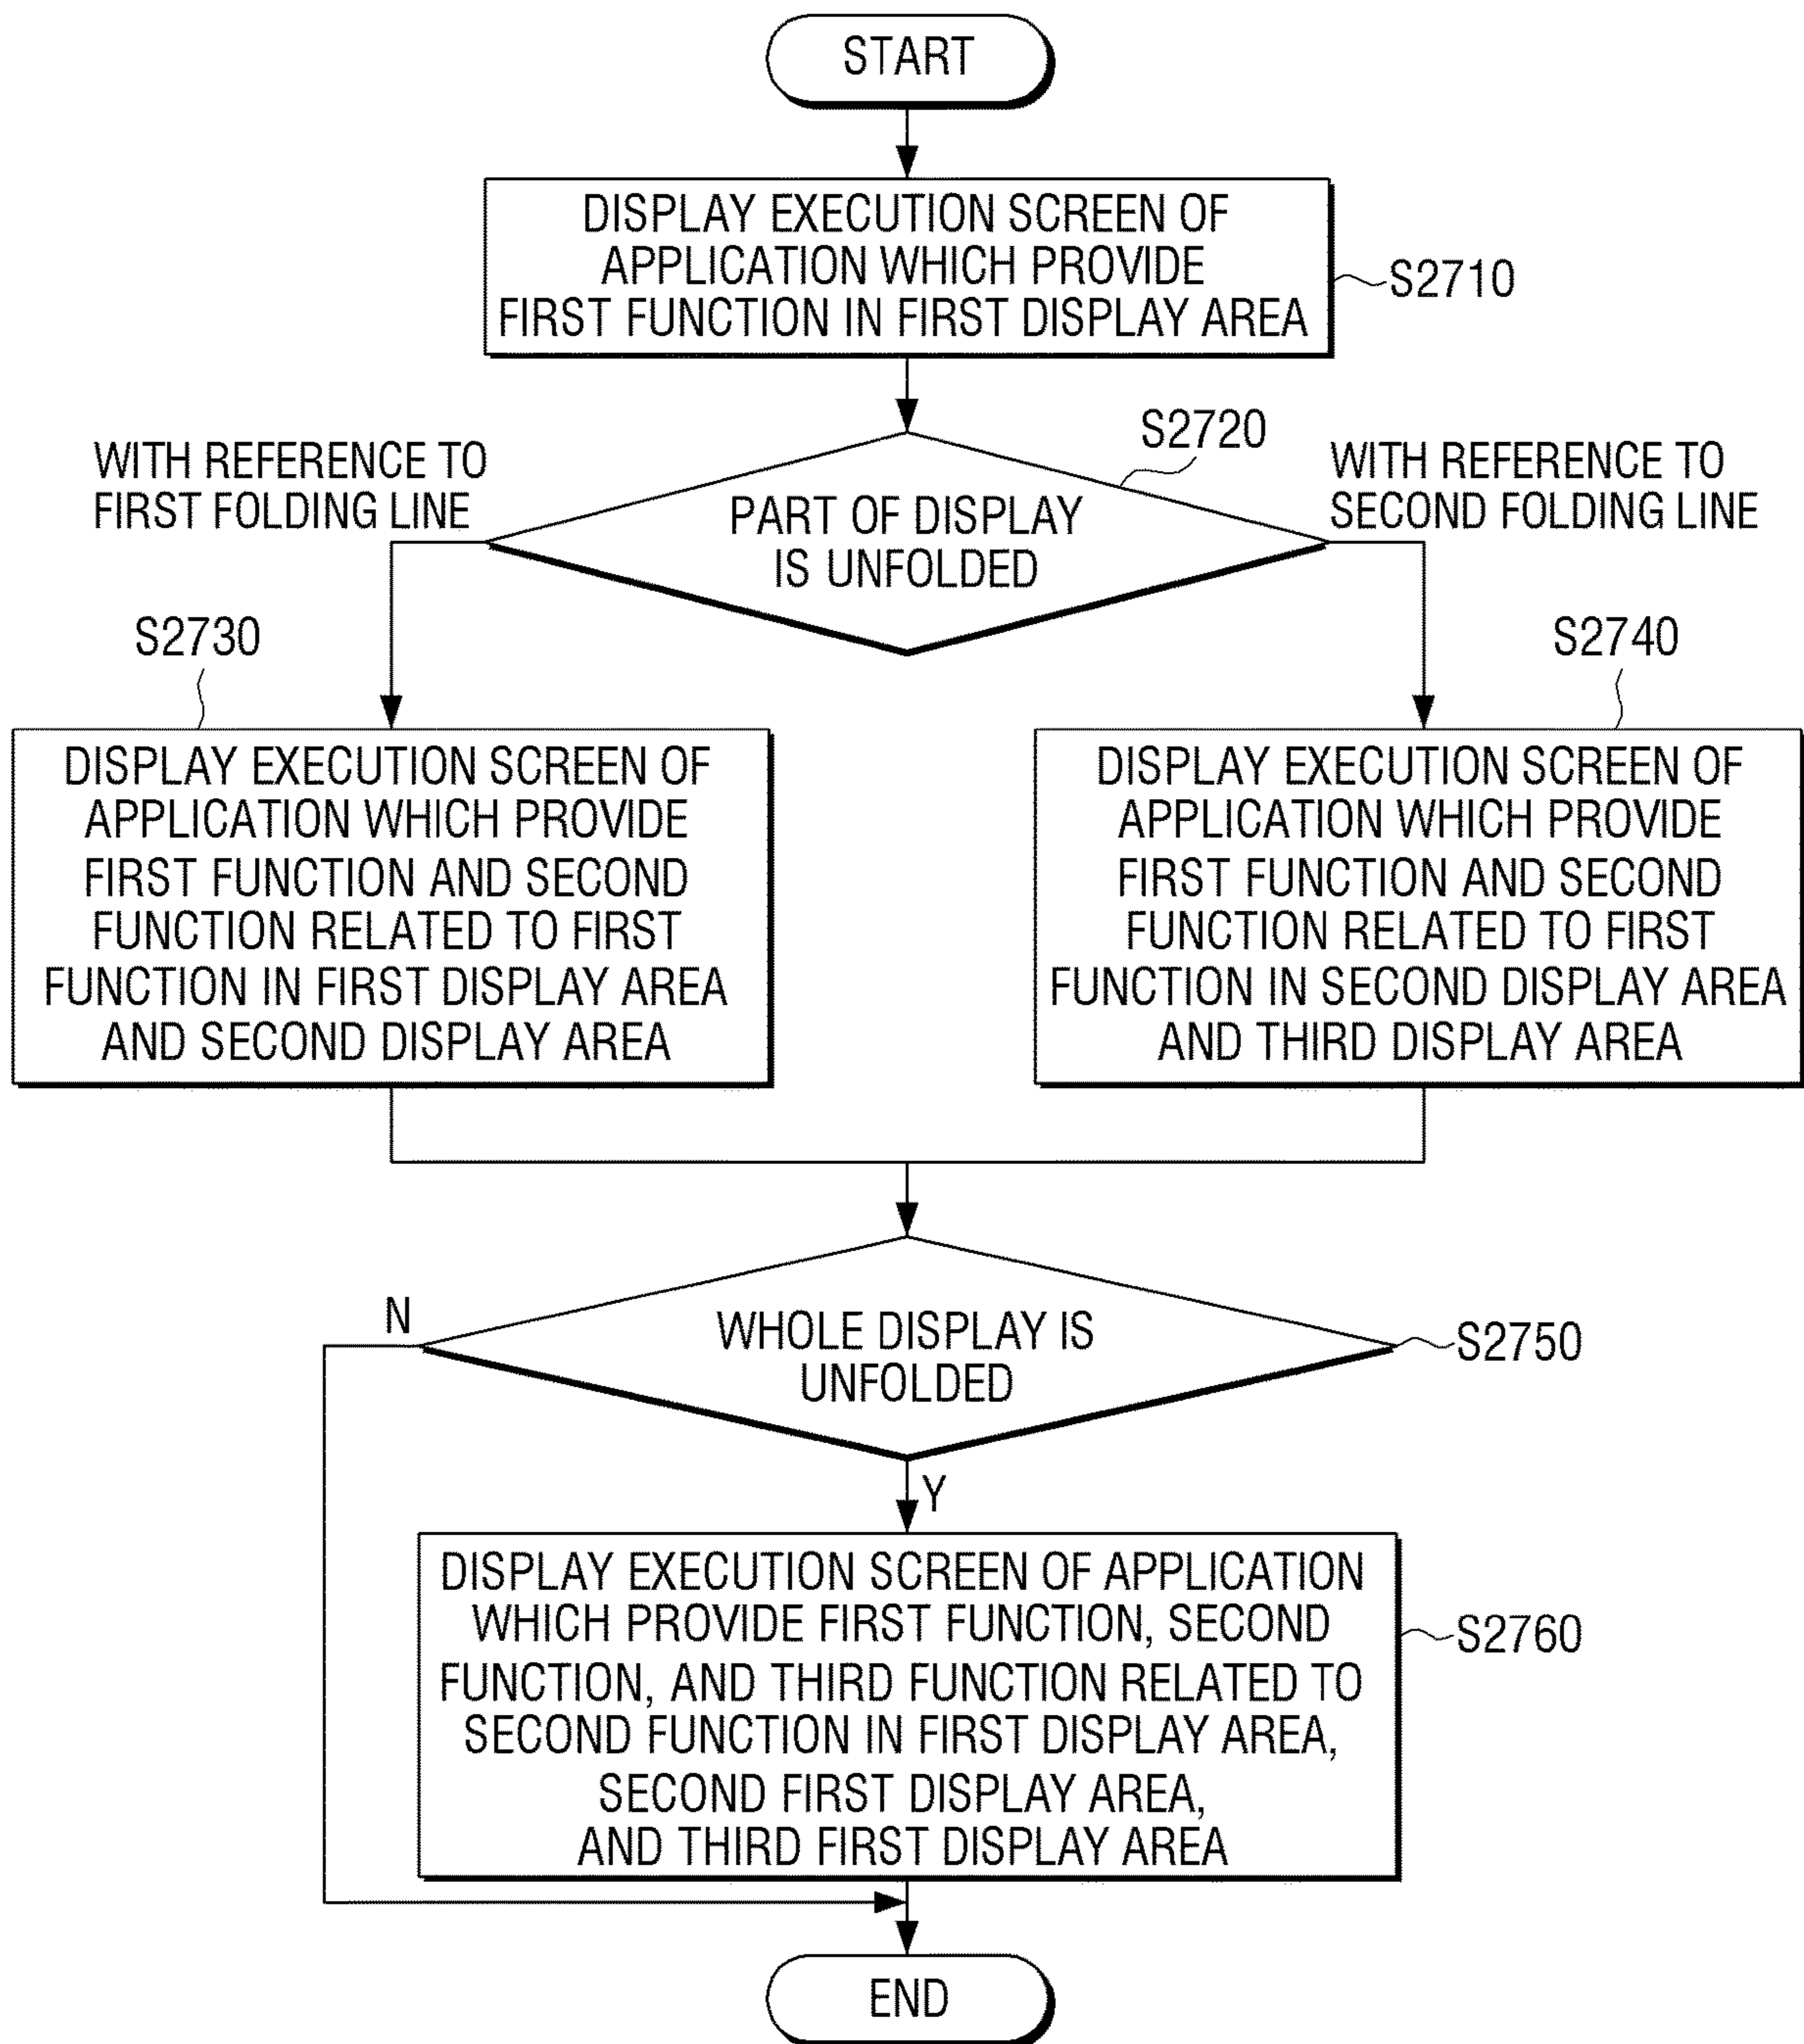 START
DISPLAY EXECUTION SCREEN OF
APPLICATION WHICH PROVIDE
FIRST FUNCTION IN FIRST DISPLAY AREA
S2710
S2720
WITH REFERENCE TO
FIRST FOLDING LINE
PART OF DISPLAY
IS UNFOLDED
WITH REFERENCE TO
SECOND FOLDING LINE
S2730
DISPLAY EXECUTION SCREEN OF
APPLICATION WHICH PROVIDE
FIRST FUNCTION AND SECOND
FUNCTION RELATED TO FIRST
FUNCTION IN FIRST DISPLAY AREA
AND SECOND DISPLAY AREA
S2740
DISPLAY EXECUTION SCREEN OF
APPLICATION WHICH PROVIDE
FIRST FUNCTION AND SECOND
FUNCTION RELATED TO FIRST
FUNCTION IN SECOND DISPLAY AREA
AND THIRD DISPLAY AREA
N
WHOLE DISPLAY IS
UNFOLDED
S2750
Y
DISPLAY EXECUTION SCREEN OF APPLICATION
WHICH PROVIDE FIRST FUNCTION, SECOND
FUNCTION, AND THIRD FUNCTION RELATED TO
SECOND FUNCTION IN FIRST DISPLAY AREA,
SECOND FIRST DISPLAY AREA,
AND THIRD FIRST DISPLAY AREA
S2760
END